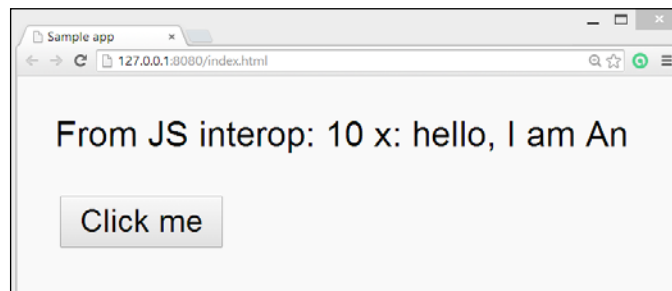 Sample app
127.0.0.1:8080/index.html
From JS interop: 10 x: hello, I am An
Click me